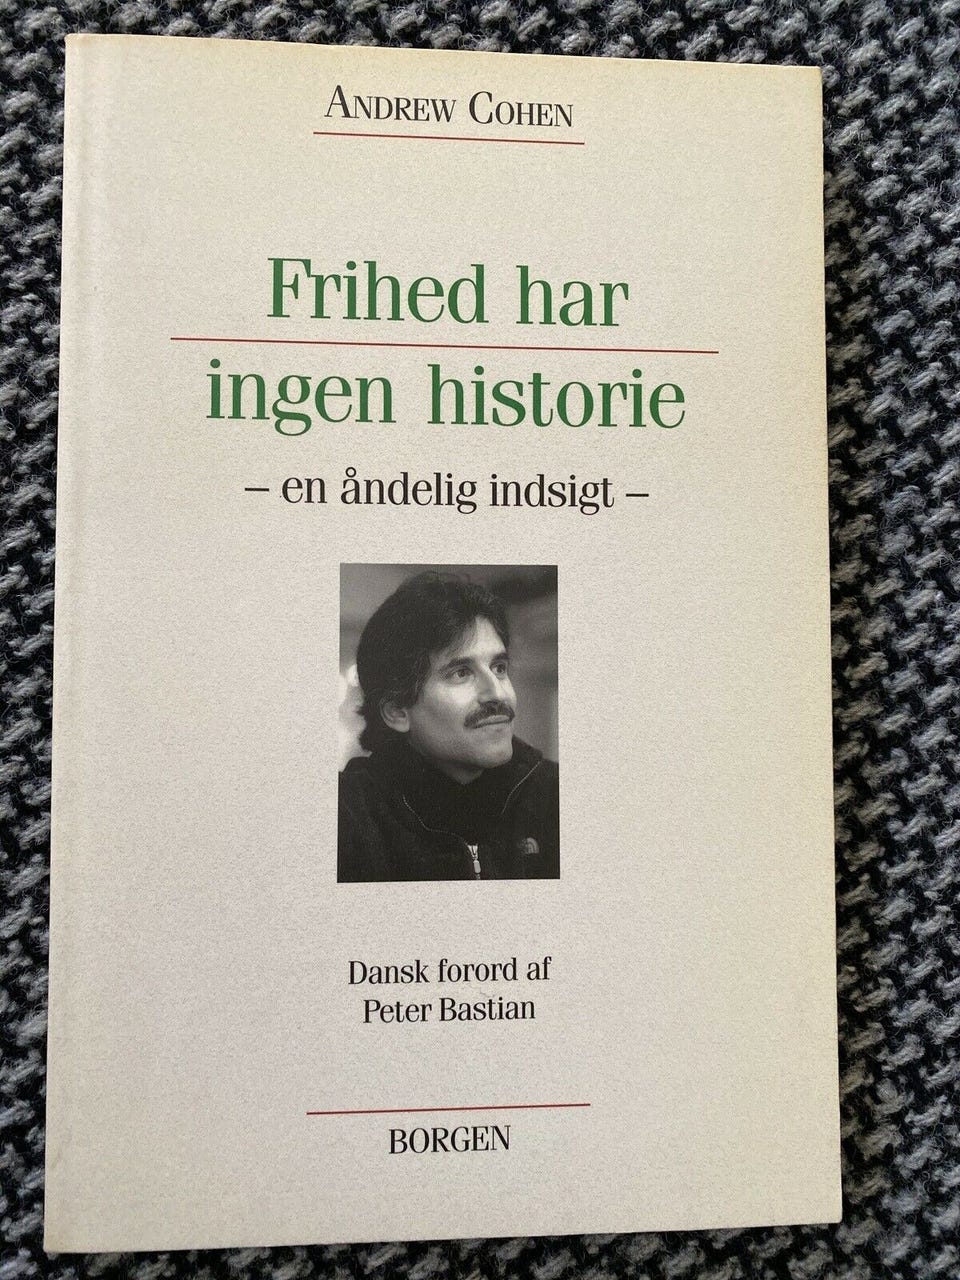 ANDREW COHEN
Frihed har
ingen historie
– en åndelig indsigt –
Dansk forord af
Peter Bastian
BORGEN